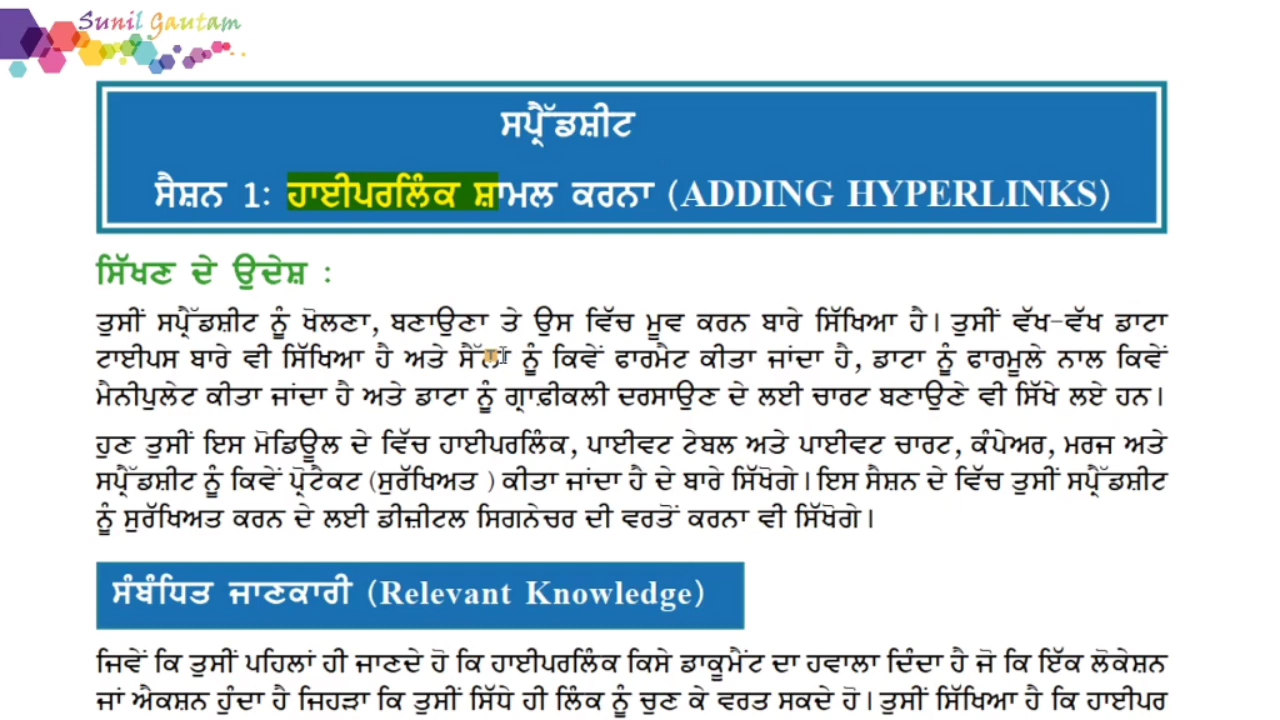 Sunil Gautam
ਸਪ੍ਰੈੱਡਸ਼ੀਟ
ਸੈਸ਼ਨ 1: ਹਾਈਪਰਲਿੰਕ ਸ਼ਾਮਲ ਕਰਨਾ (ADDING HYPERLINKS)
ਸਿੱਖਣ ਦੇ ਉਦੇਸ਼ :
ਤੁਸੀਂ ਸਪ੍ਰੈੱਡਸ਼ੀਟ ਨੂੰ ਖੋਲਣਾ, ਬਣਾਉਣਾ ਤੇ ਉਸ ਵਿੱਚ ਮੂਵ ਕਰਨ ਬਾਰੇ ਸਿੱਖਿਆ ਹੈ। ਤੁਸੀਂ ਵੱਖ-ਵੱਖ ਡਾਟਾ
ਟਾਈਪਸ ਬਾਰੇ ਵੀ ਸਿੱਖਿਆ ਹੈ ਅਤੇ ਸੈੱਲਾਂ ਨੂੰ ਕਿਵੇਂ ਫਾਰਮੈਟ ਕੀਤਾ ਜਾਂਦਾ ਹੈ, ਡਾਟਾ ਨੂੰ ਫਾਰਮੂਲੇ ਨਾਲ ਕਿਵੇਂ
ਮੈਨੀਪੁਲੇਟ ਕੀਤਾ ਜਾਂਦਾ ਹੈ ਅਤੇ ਡਾਟਾ ਨੂੰ ਗ੍ਰਾਫ਼ੀਕਲੀ ਦਰਸਾਉਣ ਦੇ ਲਈ ਚਾਰਟ ਬਣਾਉਣੇ ਵੀ ਸਿੱਖੇ ਲਏ ਹਨ।
ਹੁਣ ਤੁਸੀਂ ਇਸ ਮੋਡਿਊਲ ਦੇ ਵਿੱਚ ਹਾਈਪਰਲਿੰਕ, ਪਾਈਵਟ ਟੇਬਲ ਅਤੇ ਪਾਈਵਟ ਚਾਰਟ, ਕੰਪੇਅਰ, ਮਰਜ ਅਤੇ
ਸਪ੍ਰੈੱਡਸ਼ੀਟ ਨੂੰ ਕਿਵੇਂ ਪ੍ਰੋਟੈਕਟ (ਸੁਰੱਖਿਅਤ ) ਕੀਤਾ ਜਾਂਦਾ ਹੈ ਦੇ ਬਾਰੇ ਸਿੱਖੋਗੇ। ਇਸ ਸੈਸ਼ਨ ਦੇ ਵਿੱਚ ਤੁਸੀਂ ਸਪ੍ਰੈੱਡਸ਼ੀਟ
ਨੂੰ ਸੁਰੱਖਿਅਤ ਕਰਨ ਦੇ ਲਈ ਡੀਜ਼ੀਟਲ ਸਿਗਨੇਚਰ ਦੀ ਵਰਤੋਂ ਕਰਨਾ ਵੀ ਸਿੱਖੋਗੇ।
ਸੰਬੰਧਿਤ ਜਾਣਕਾਰੀ (Relevant Knowledge)
ਜਿਵੇਂ ਕਿ ਤੁਸੀਂ ਪਹਿਲਾਂ ਹੀ ਜਾਣਦੇ ਹੋ ਕਿ ਹਾਈਪਰਲਿੰਕ ਕਿਸੇ ਡਾਕੂਮੈਂਟ ਦਾ ਹਵਾਲਾ ਦਿੰਦਾ ਹੈ ਜੋ ਕਿ ਇੱਕ ਲੋਕੇਸ਼ਨ
ਜਾਂ ਐਕਸ਼ਨ ਹੁੰਦਾ ਹੈ ਜਿਹੜਾ ਕਿ ਤੁਸੀਂ ਸਿੱਧੇ ਹੀ ਲਿੰਕ ਨੂੰ ਚੁਣ ਕੇ ਵਰਤ ਸਕਦੇ ਹੋ। ਤੁਸੀਂ ਸਿੱਖਿਆ ਹੈ ਕਿ ਹਾਈਪਰ